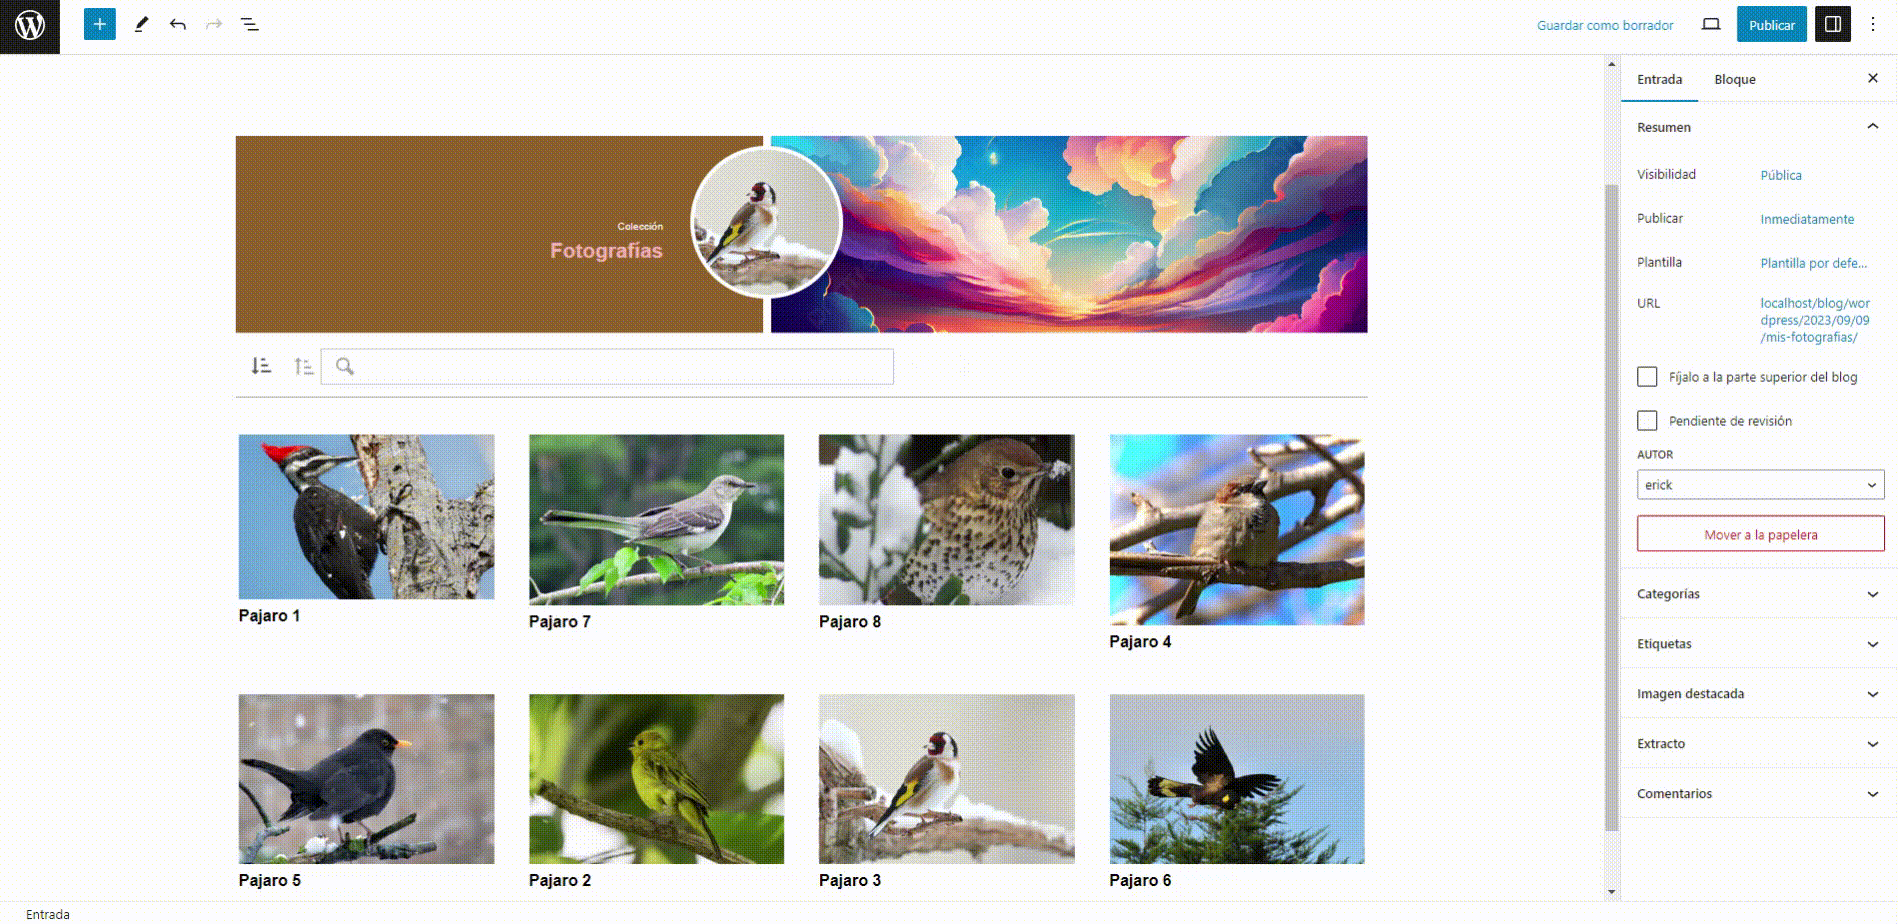 Guardar como borrador
Publicar
Entrada
Bloque
Resumen
Visibilidad
Pública
Publicar
Inmediatamente
Plantilla
Plantilla por defe...
URL
localhost/blog/wor
dpress/2023/09/09
/mis-fotografias/
Fíjalo a la parte superior del blog
Pendiente de revisión
AUTOR
erick
Mover a la papelera
Categorías
Etiquetas
Imagen destacada
Extracto
Comentarios
Colección
Fotografías
Pajaro 1
Pajaro 7
Pajaro 8
Pajaro 4
Pajaro 5
Pajaro 2
Pajaro 3
Pajaro 6
Entrada